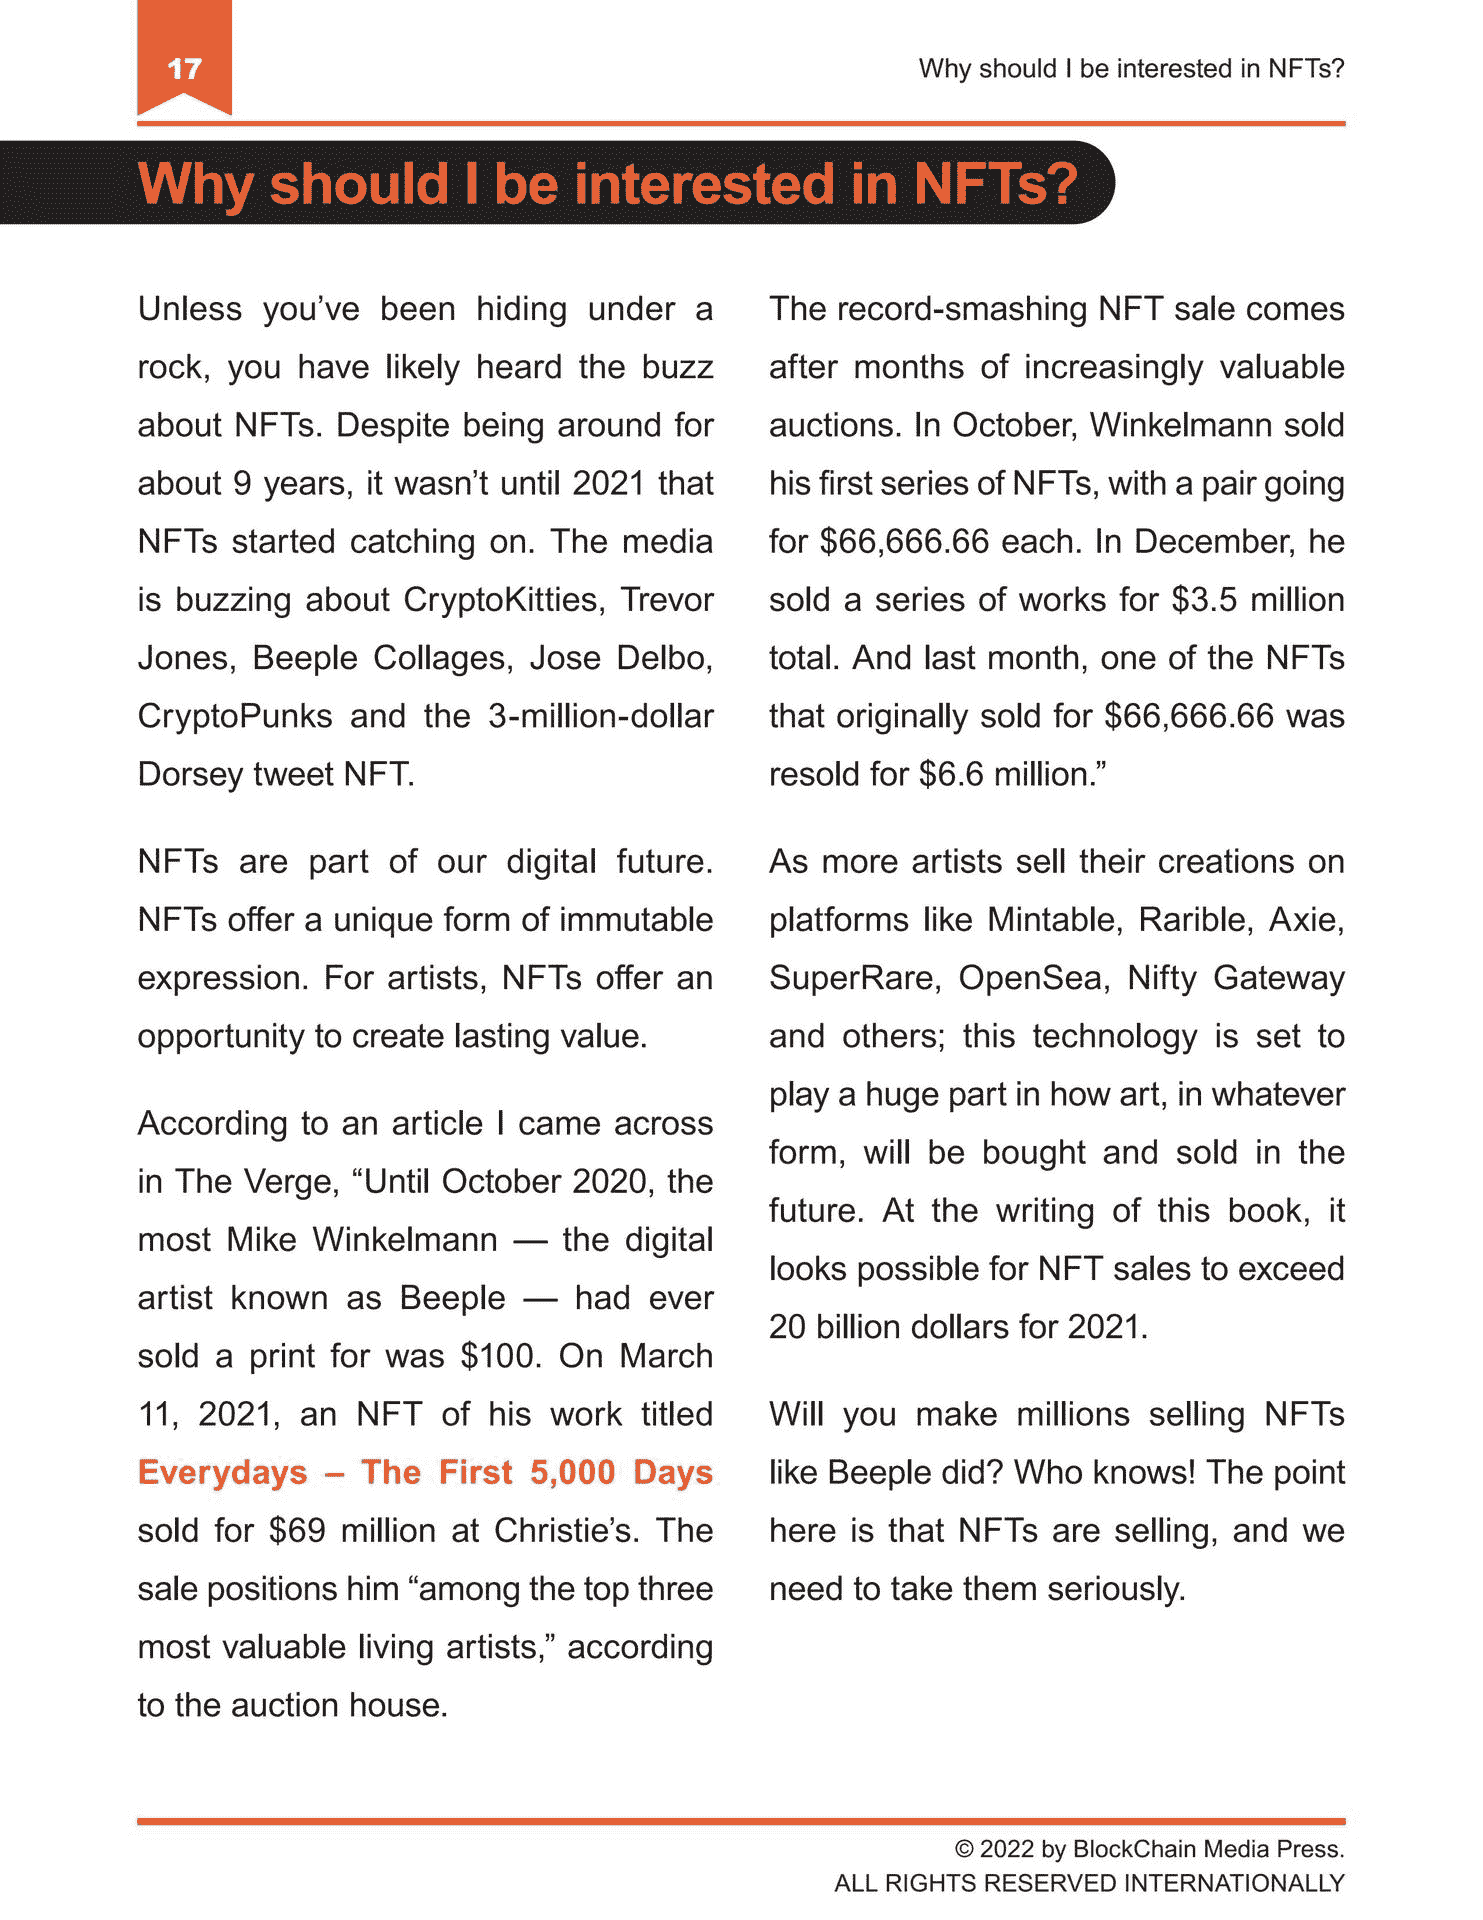 17
Why should I be interested in NFTs?
Why should I be interested in NFTs?
Unless you’ve been hiding under a
rock, you have likely heard the buzz
about NFTs. Despite being around for
about 9 years, it wasn’t until 2021 that
NFTs started catching on. The media
is buzzing about CryptoKitties, Trevor
Jones, Beeple Collages, Jose Delbo,
CryptoPunks and the 3-million-dollar
Dorsey tweet NFT.
NFTs are part of our digital future.
NFTs offer a unique form of immutable
expression. For artists, NFTs offer an
opportunity to create lasting value.
According to an article I came across
in The Verge, “Until October 2020, the
most Mike Winkelmann — the digital
artist known as Beeple — had ever
sold a print for was $100. On March
11, 2021, an NFT of his work titled
Everydays – The First 5,000 Days
sold for $69 million at Christie’s. The
sale positions him “among the top three
most valuable living artists,” according
to the auction house.
The record-smashing NFT sale comes
after months of increasingly valuable
auctions. In October, Winkelmann sold
his first series of NFTs, with a pair going
for $66,666.66 each. In December, he
sold a series of works for $3.5 million
total. And last month, one of the NFTs
that originally sold for $66,666.66 was
resold for $6.6 million.”
As more artists sell their creations on
platforms like Mintable, Rarible, Axie,
SuperRare, OpenSea, Nifty Gateway
and others; this technology is set to
play a huge part in how art, in whatever
form, will be bought and sold in the
future. At the writing of this book, it
looks possible for NFT sales to exceed
20 billion dollars for 2021.
Will you make millions selling NFTs
like Beeple did? Who knows! The point
here is that NFTs are selling, and we
need to take them seriously.
© 2022 by BlockChain Media Press.
ALL RIGHTS RESERVED INTERNATIONALLY